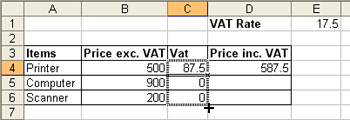 A B C D E
1 VAT Rate 17.5
2
3 Items Price exc. VAT Vat Price inc. VAT
4 Printer 500 87.5 587.5
5 Computer 900 0
6 Scanner 200 0
7